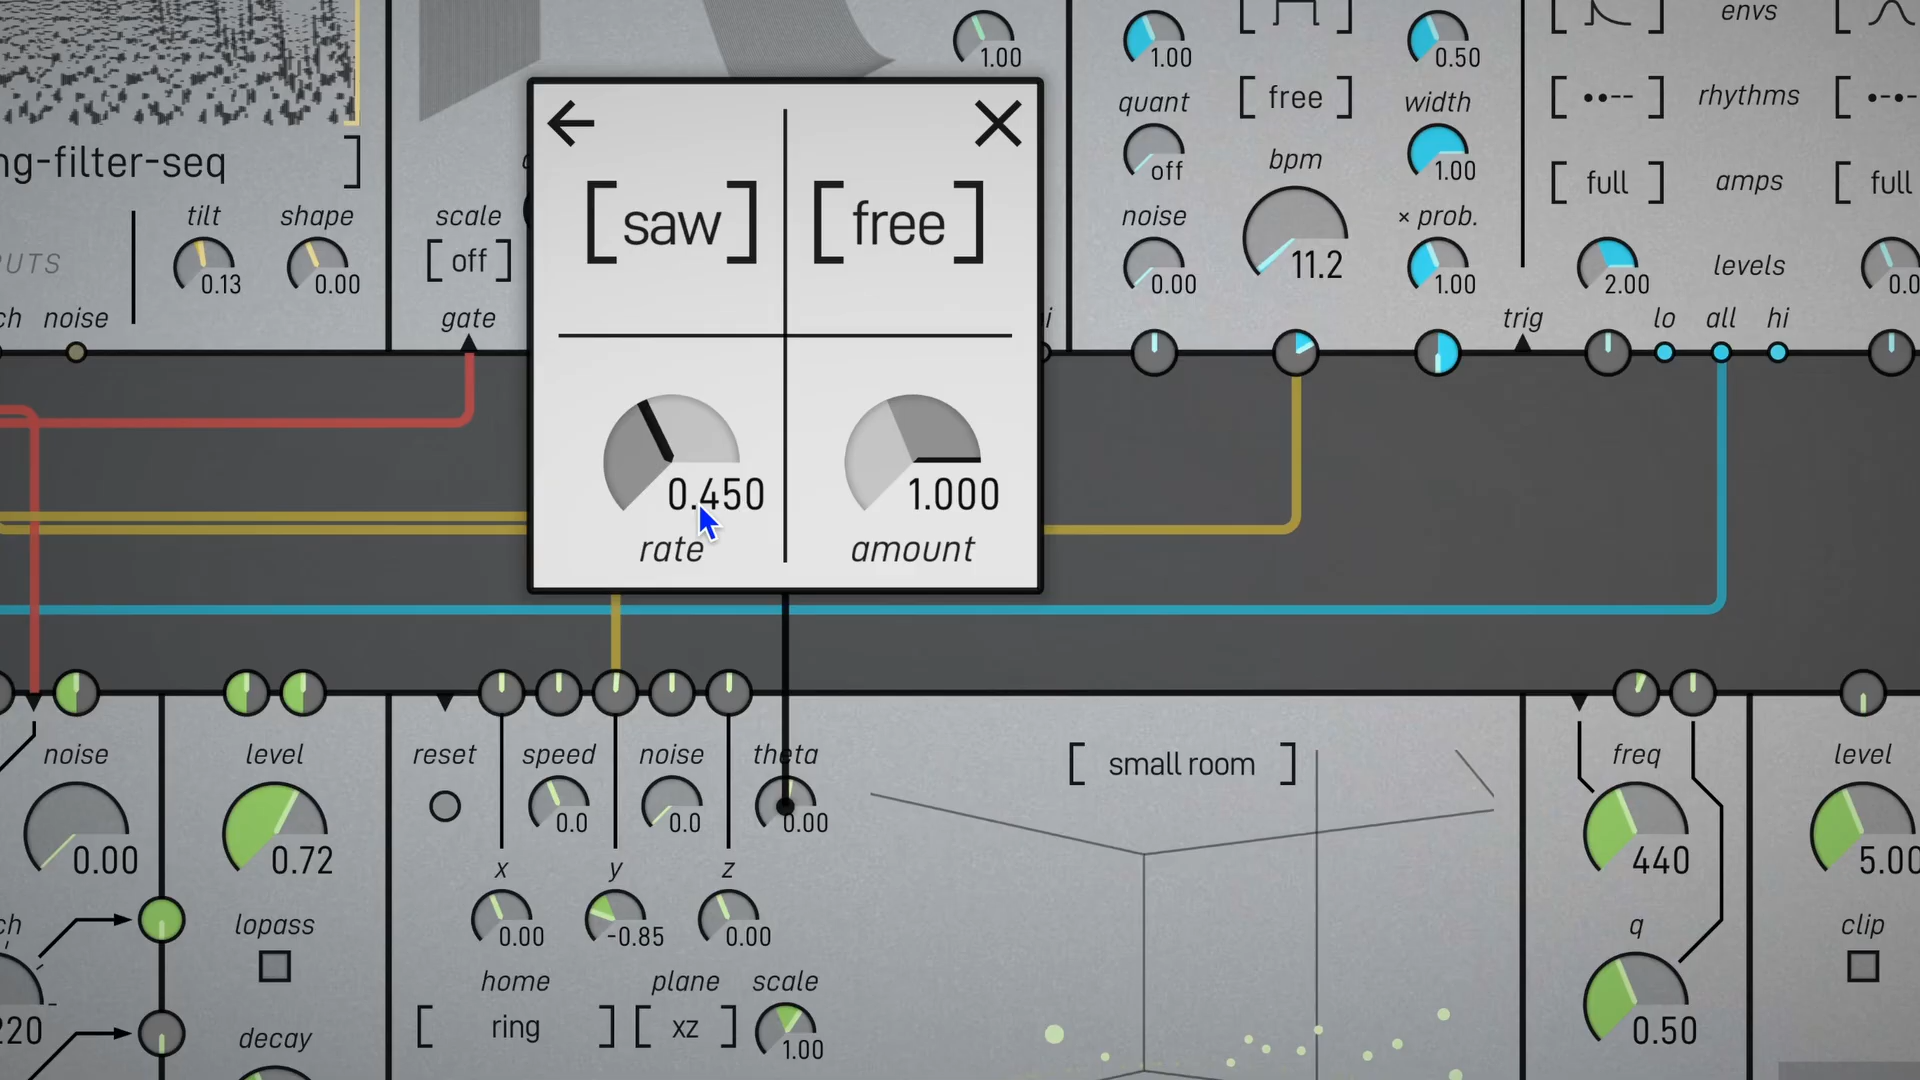 envs
1.00
1.00
0.50
quant
[ free ]
width
rhythms
ng-filter-seq ]
[ saw ]
[ free ]
off
bpm
1.00
[ full ]
amps
[ full
tilt
shape
scale
noise
× prob.
[ off ]
0.13
0.00
0.00
11.2
1.00
2.00
levels
0.0
ch
noise
gate
trig
lo
all
hi
0.450
1.000
rate
amount
noise
level
reset
speed
noise
theta
[ small room ]
freq
level
0.00
0.72
0.0
0.0
0.00
440
5.00
x
y
z
ch
lopass
0.00
-0.85
0.00
q
clip
home
plane
scale
220
[ ring ]
[ xz ]
1.00
0.50
decay